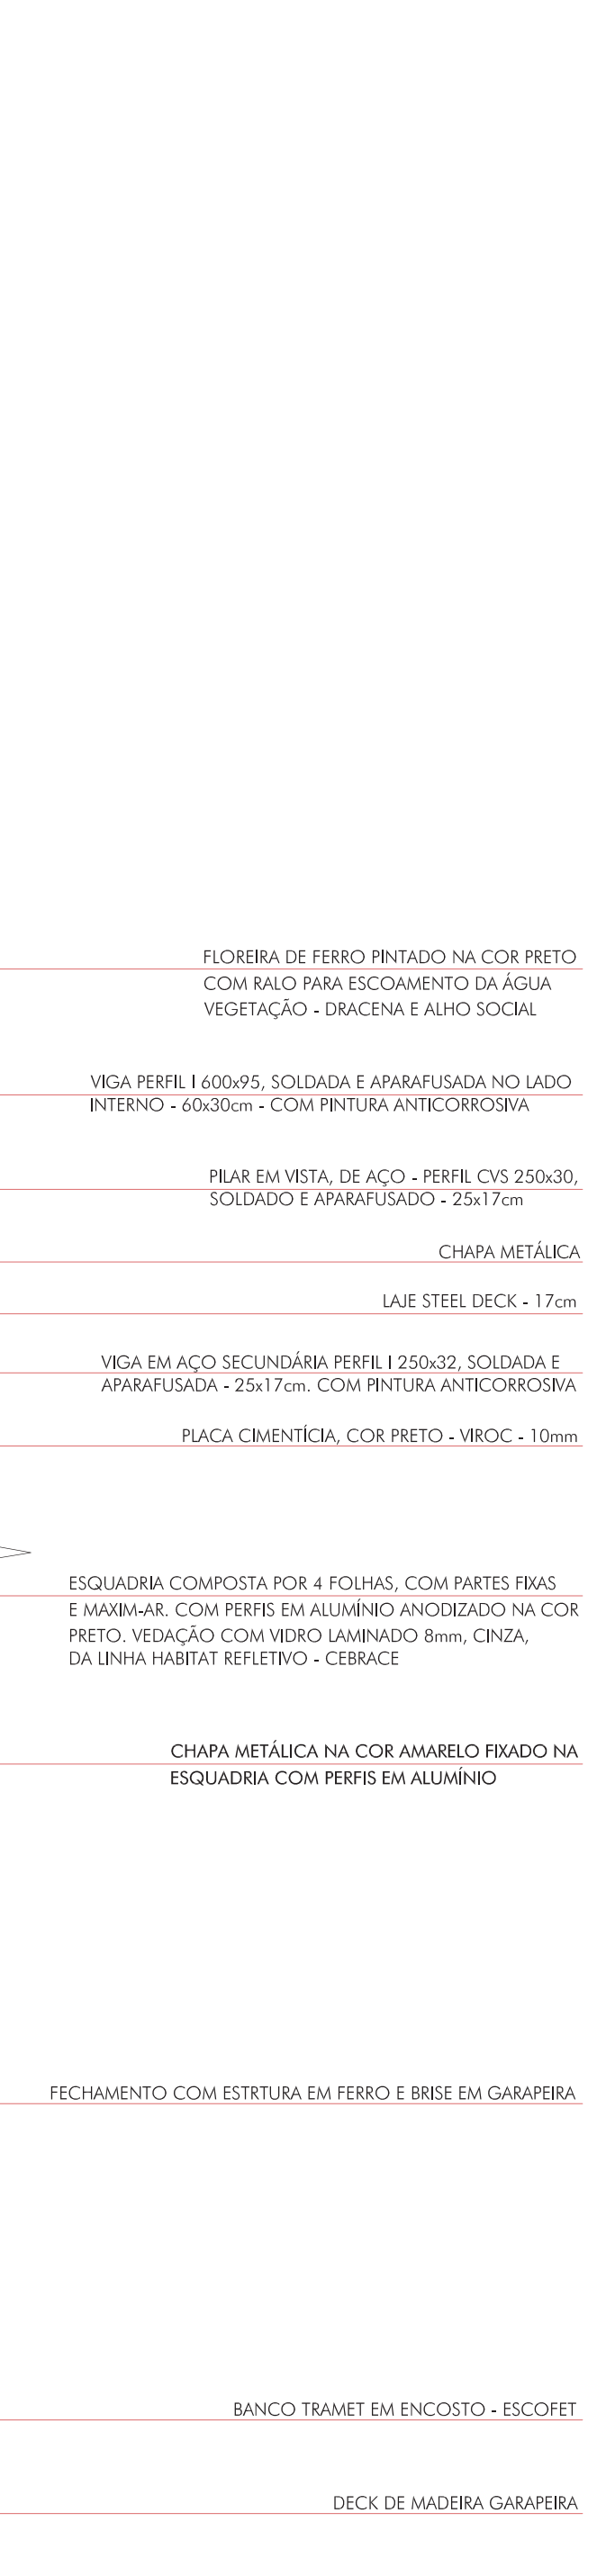 FLOREIRA DE FERRO PINTADO NA COR PRETO
COM RALO PARA ESCOAMENTO DA ÁGUA
VEGETAÇÃO - DRACENA E ALHO SOCIAL
VIGA PERFIL I 600x95, SOLDADA E APARAFUSADA NO LADO
INTERNO - 60x30cm - COM PINTURA ANTICORROSIVA
PILAR EM VISTA, DE AÇO - PERFIL CVS 250x30,
SOLDADO E APARAFUSADO - 25x17cm
CHAPA METÁLICA
LAJE STEEL DECK - 17cm
VIGA EM AÇO SECUNDÁRIA PERFIL I 250x32, SOLDADA E
APARAFUSADA - 25x17cm. COM PINTURA ANTICORROSIVA
PLACA CIMENTÍCIA, COR PRETO - VIROC - 10mm
ESQUADRIA COMPOSTA POR 4 FOLHAS, COM PARTES FIXAS
E MAXIM-AR. COM PERFIS EM ALUMÍNIO ANODIZADO NA COR
PRETO. VEDAÇÃO COM VIDRO LAMINADO 8mm, CINZA,
DA LINHA HABITAT REFLETIVO - CEBRACE
CHAPA METÁLICA NA COR AMARELO FIXADO NA
ESQUADRIA COM PERFIS EM ALUMÍNIO
FECHAMENTO COM ESTRTURA EM FERRO E BRISE EM GARAPEIRA
BANCO TRAMET EM ENCOSTO - ESCOFET
DECK DE MADEIRA GARAPEIRA